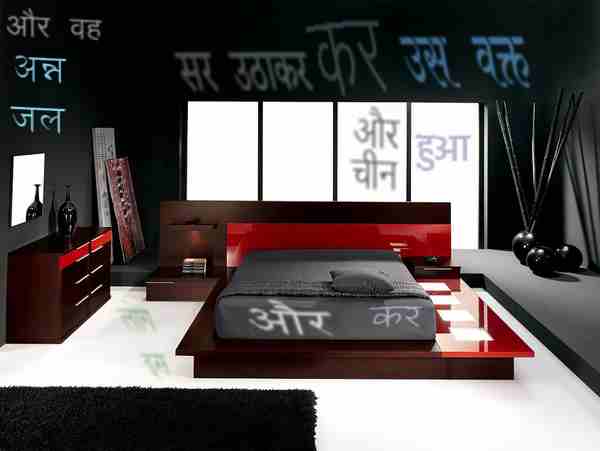 और वह
अन्न
जल
सर उठाकर कर उस वक़्त
और हुआ
चीन
और कर